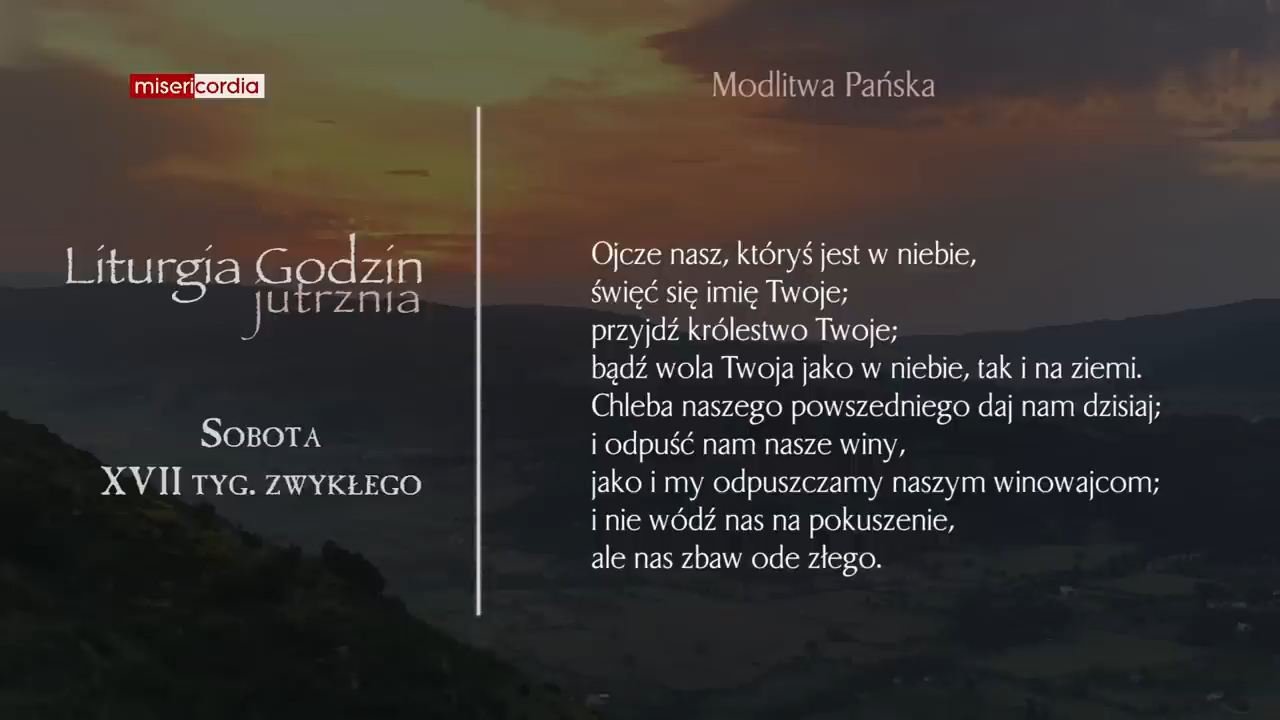 misericordia
Liturgia Godzin
jutrznia
Sobota
XVII tyg. zwykłego
Modlitwa Pańska
Ojcze nasz, któryś jest w niebie,
święć się imię Twoje;
przyjdź królestwo Twoje;
bądź wola Twoja jako w niebie, tak i na ziemi.
Chleba naszego powszedniego daj nam dzisiaj;
i odpuść nam nasze winy,
jako i my odpuszczamy naszym winowajcom;
i nie wódź nas na pokuszenie,
ale nas zbaw ode złego.